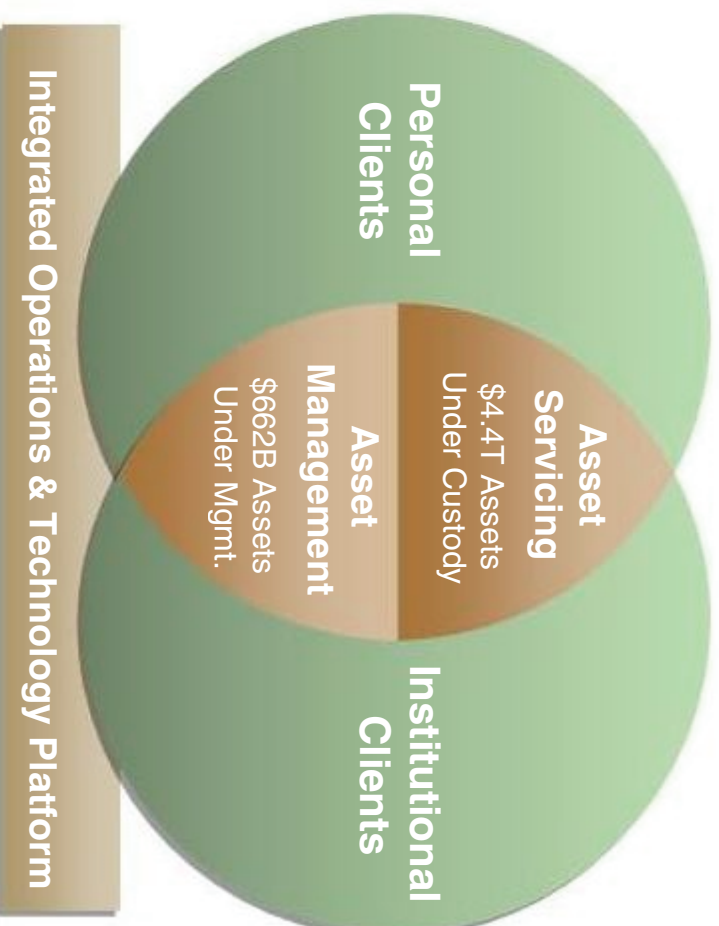 Personal
Clients
Asset
Servicing
$4.4T Assets
Under Custody
Asset
Management
$662B Assets
Under Mgmt.
Institutional
Clients
Integrated Operations & Technology Platform